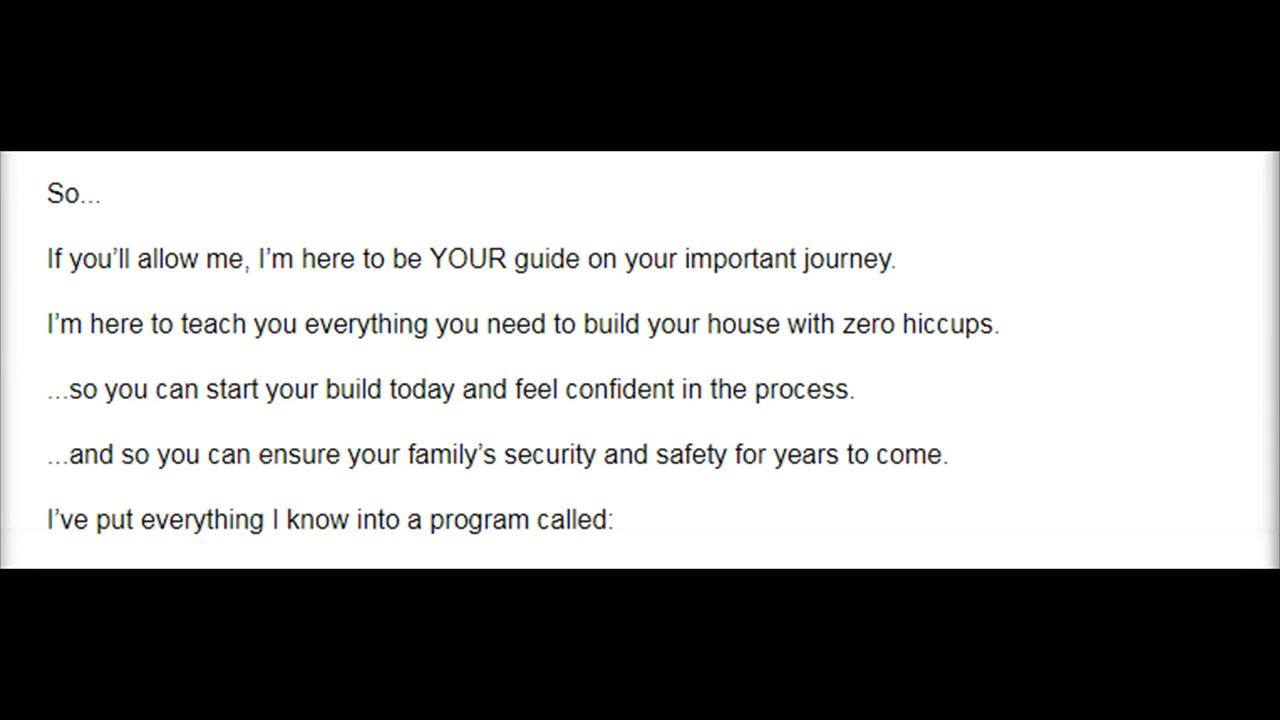 So...
If you’ll allow me, I’m here to be YOUR guide on your important journey.
I’m here to teach you everything you need to build your house with zero hiccups.
...so you can start your build today and feel confident in the process.
...and so you can ensure your family’s security and safety for years to come.
I’ve put everything I know into a program called: